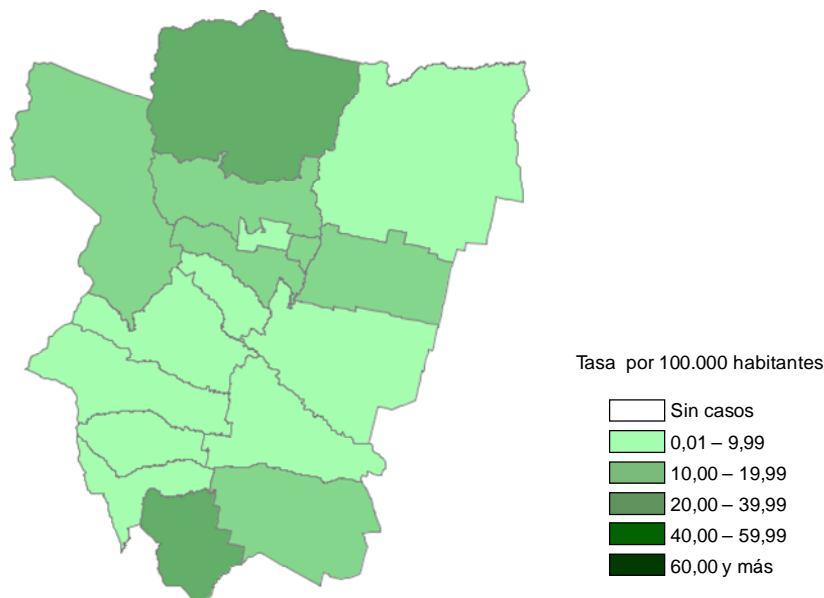 Tasa por 100.000 habitantes
Sin casos
0,01 – 9,99
10,00 – 19,99
20,00 – 39,99
40,00 – 59,99
60,00 y más